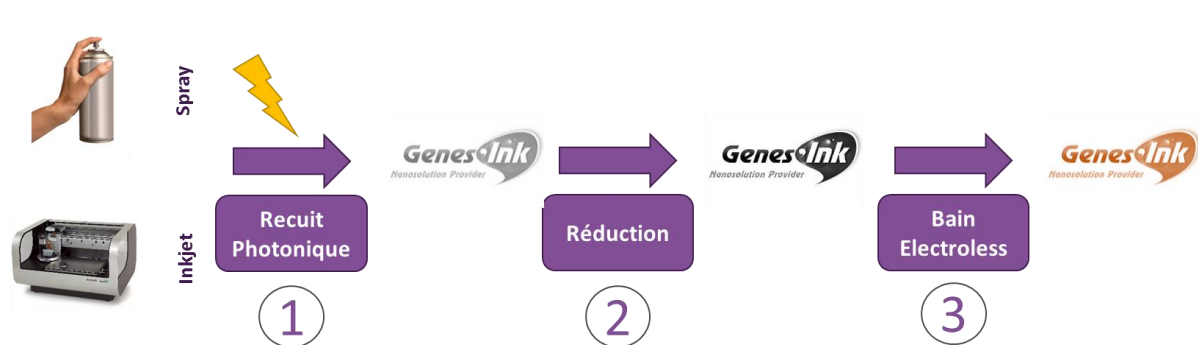 Spray
Inkjet
Recuit
Photonique
1
Genes Ink
Nanosolution Provider
Réduction
2
Genes Ink
Nanosolution Provider
Bain
Electroless
3
Genes Ink
Nanosolution Provider